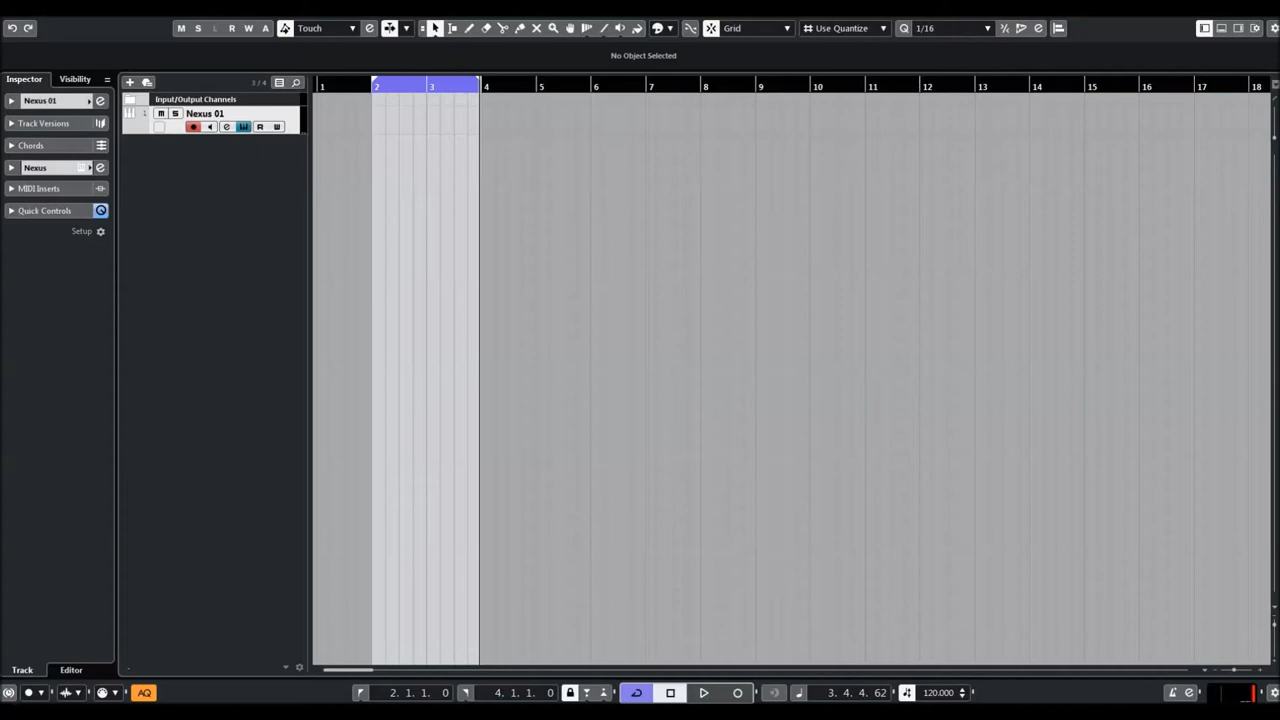 M S L R W A Touch Grid Use Quantize Q 1/16
No Object Selected
Inspector Visibility
3 / 4
1 2 3 4 5 6 7 8 9 10 11 12 13 14 15 16 17 18
Nexus 01
Input/Output Channels
1 M S Nexus 01
R W
Track Versions
Chords
Nexus
MIDI Inserts
Quick Controls
Setup
Track Editor
AQ 2. 1. 1. 0 4. 1. 1. 0 3. 4. 4. 62 120.000